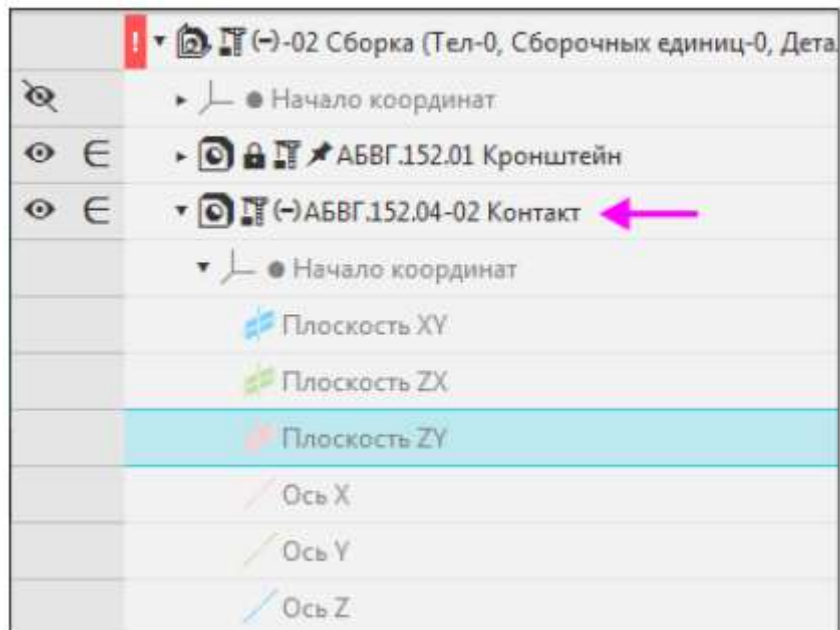 (-)-02 Сборка (Тел-0, Сборочных единиц-0, Дета
Начало координат
АБВГ.152.01 Кронштейн
(-)АБВГ.152.04-02 Контакт
Начало координат
Плоскость XY
Плоскость ZX
Плоскость ZY
Ось X
Ось Y
Ось Z